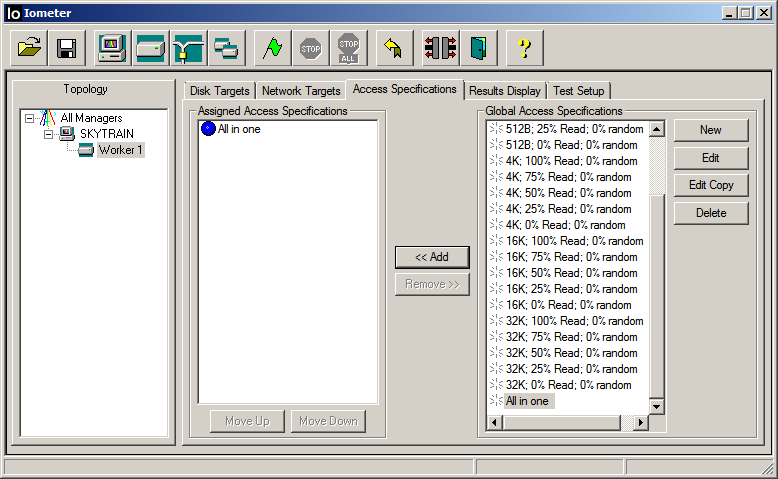 Io Iometer
STOP
STOP
ALL
?
Topology
All Managers
SKYTRAIN
Worker 1
Disk Targets
Network Targets
Access Specifications
Results Display
Test Setup
Assigned Access Specifications
All in one
Move Up
Move Down
<< Add
Remove >>
Global Access Specifications
512B; 25% Read; 0% random
512B; 0% Read; 0% random
4K; 100% Read; 0% random
4K; 75% Read; 0% random
4K; 50% Read; 0% random
4K; 25% Read; 0% random
4K; 0% Read; 0% random
16K; 100% Read; 0% random
16K; 75% Read; 0% random
16K; 50% Read; 0% random
16K; 25% Read; 0% random
16K; 0% Read; 0% random
32K; 100% Read; 0% random
32K; 75% Read; 0% random
32K; 50% Read; 0% random
32K; 25% Read; 0% random
32K; 0% Read; 0% random
All in one
New
Edit
Edit Copy
Delete